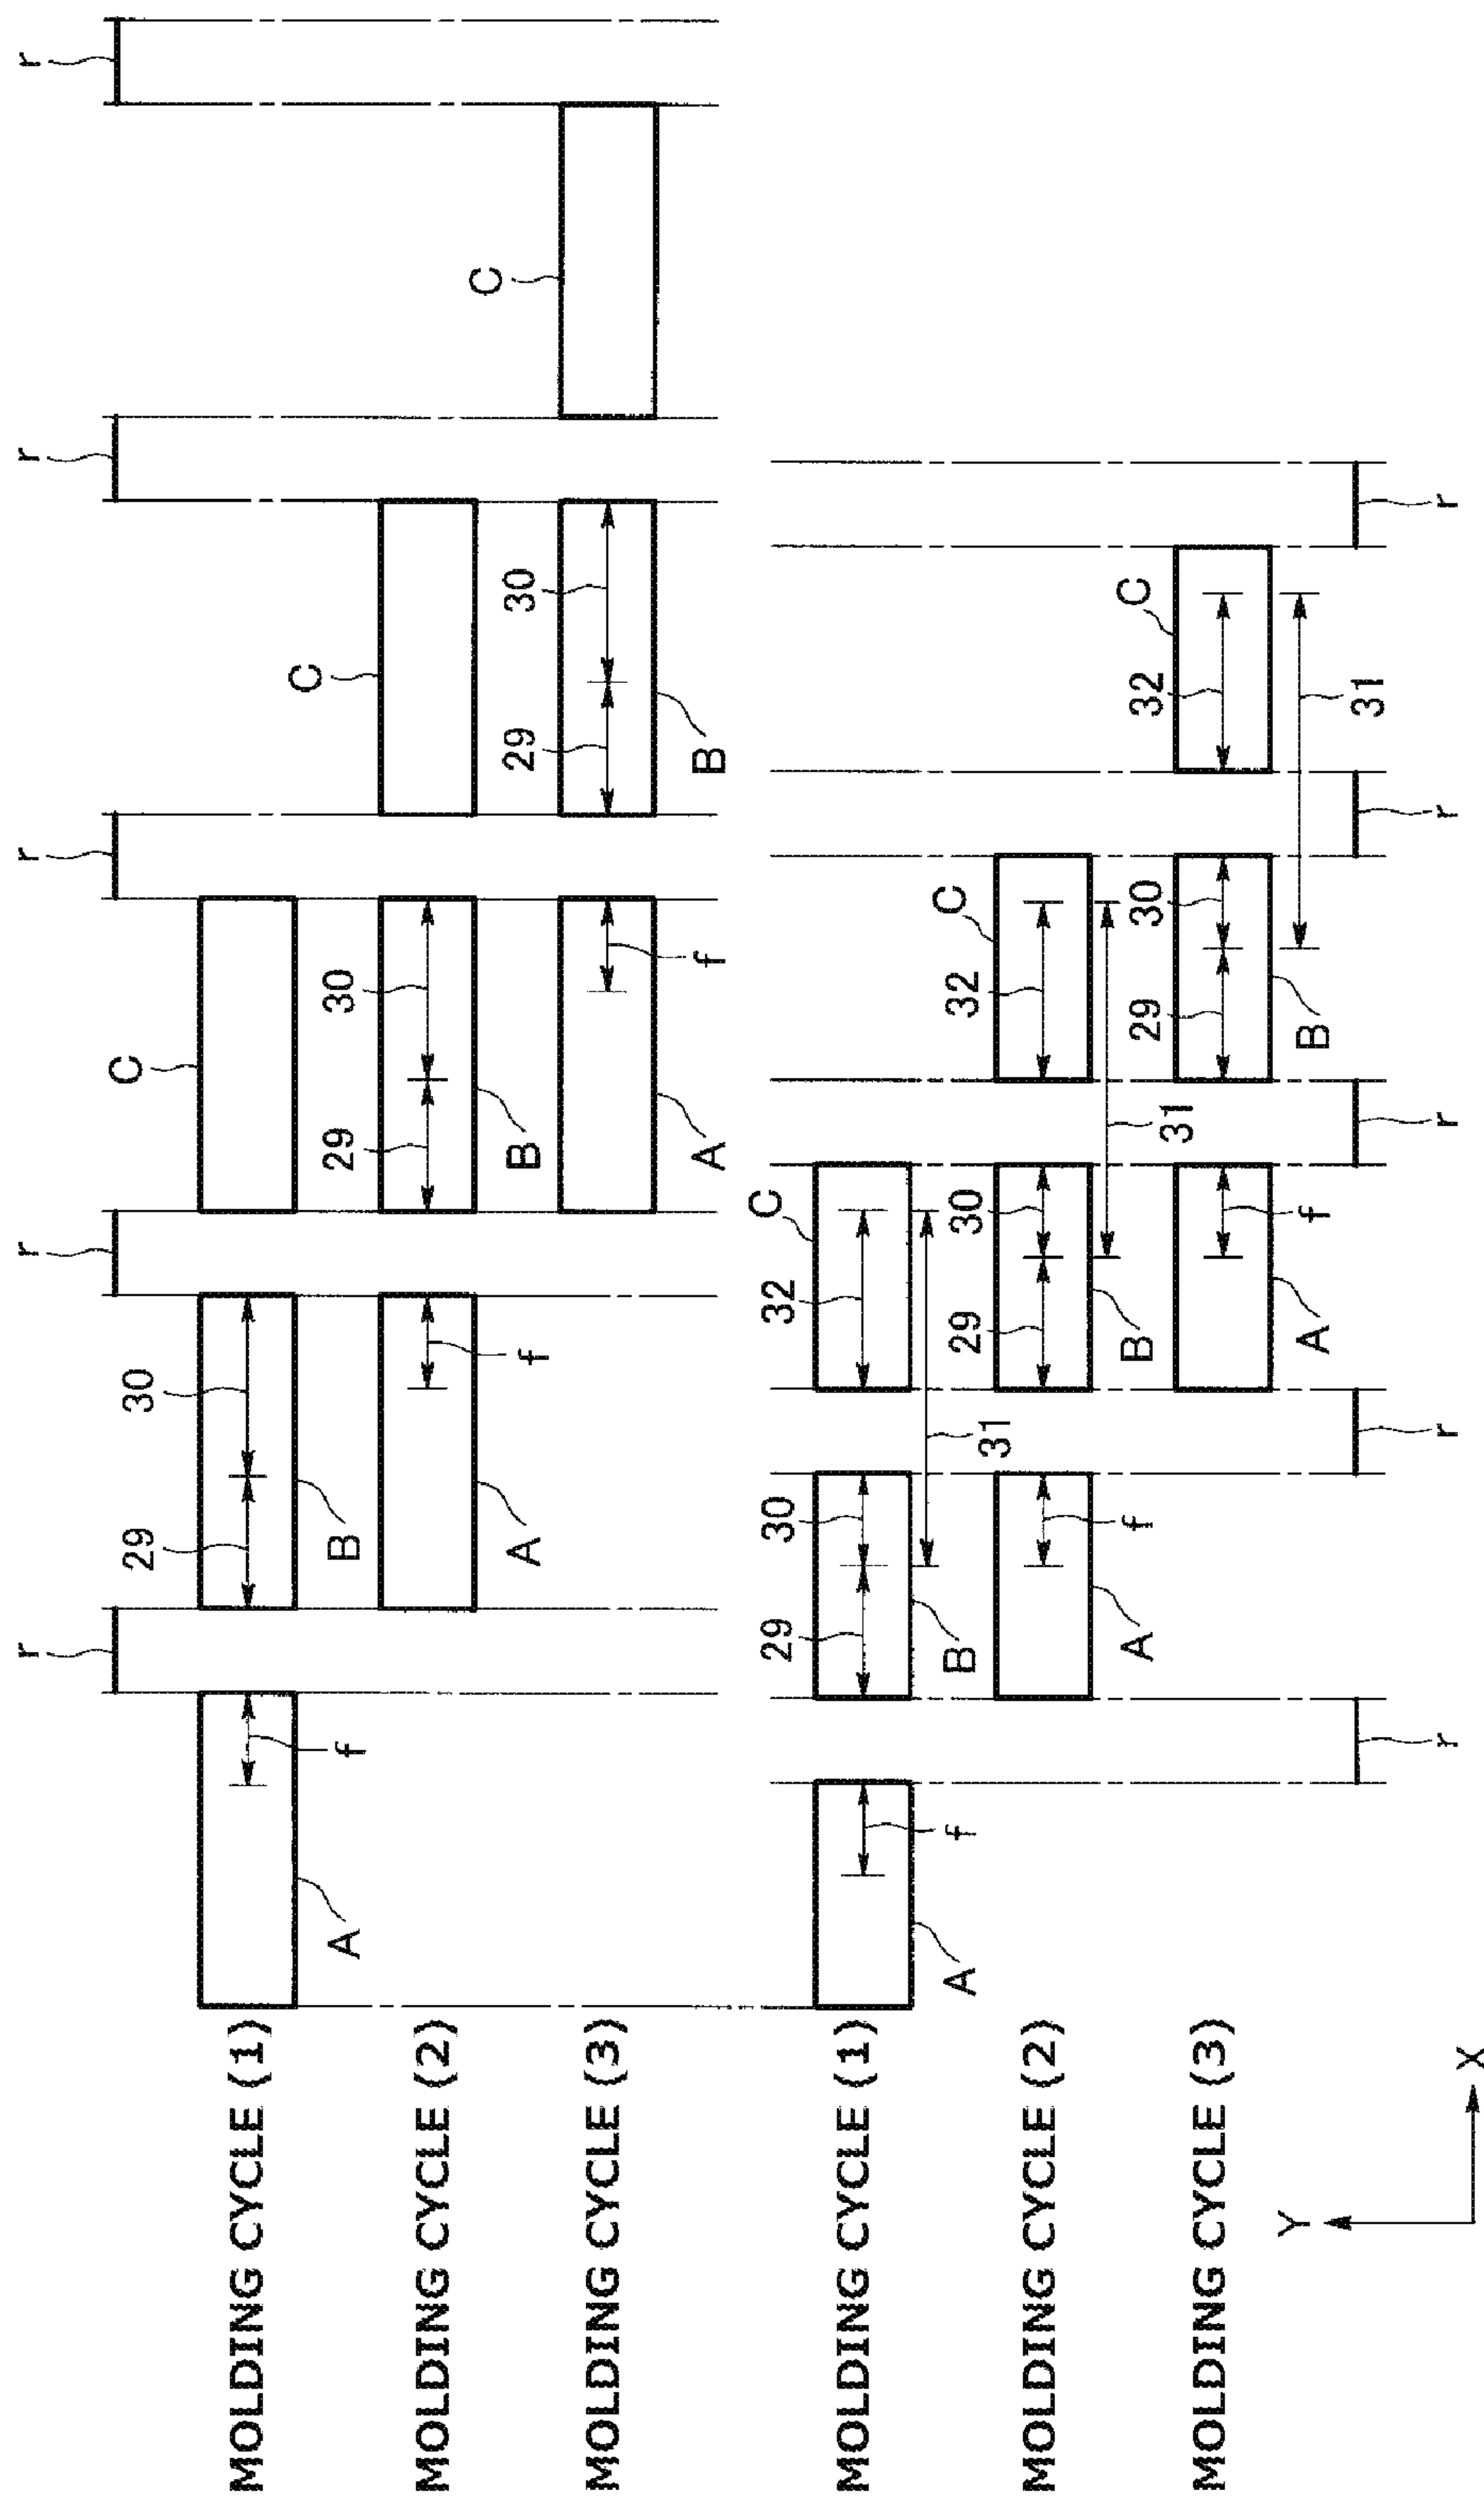 r r r r r
29 30 C
MOLDING CYCLE (1)
A f B 29 30 C
MOLDING CYCLE (2)
A f B 29 30 C
MOLDING CYCLE (3)
A f B
29 30 32 C
MOLDING CYCLE (1)
A f B 31 29 30 32 C
MOLDING CYCLE (2)
A f B 31 29 30 32 C
MOLDING CYCLE (3)
Y
A f B 31
r r r r r
X